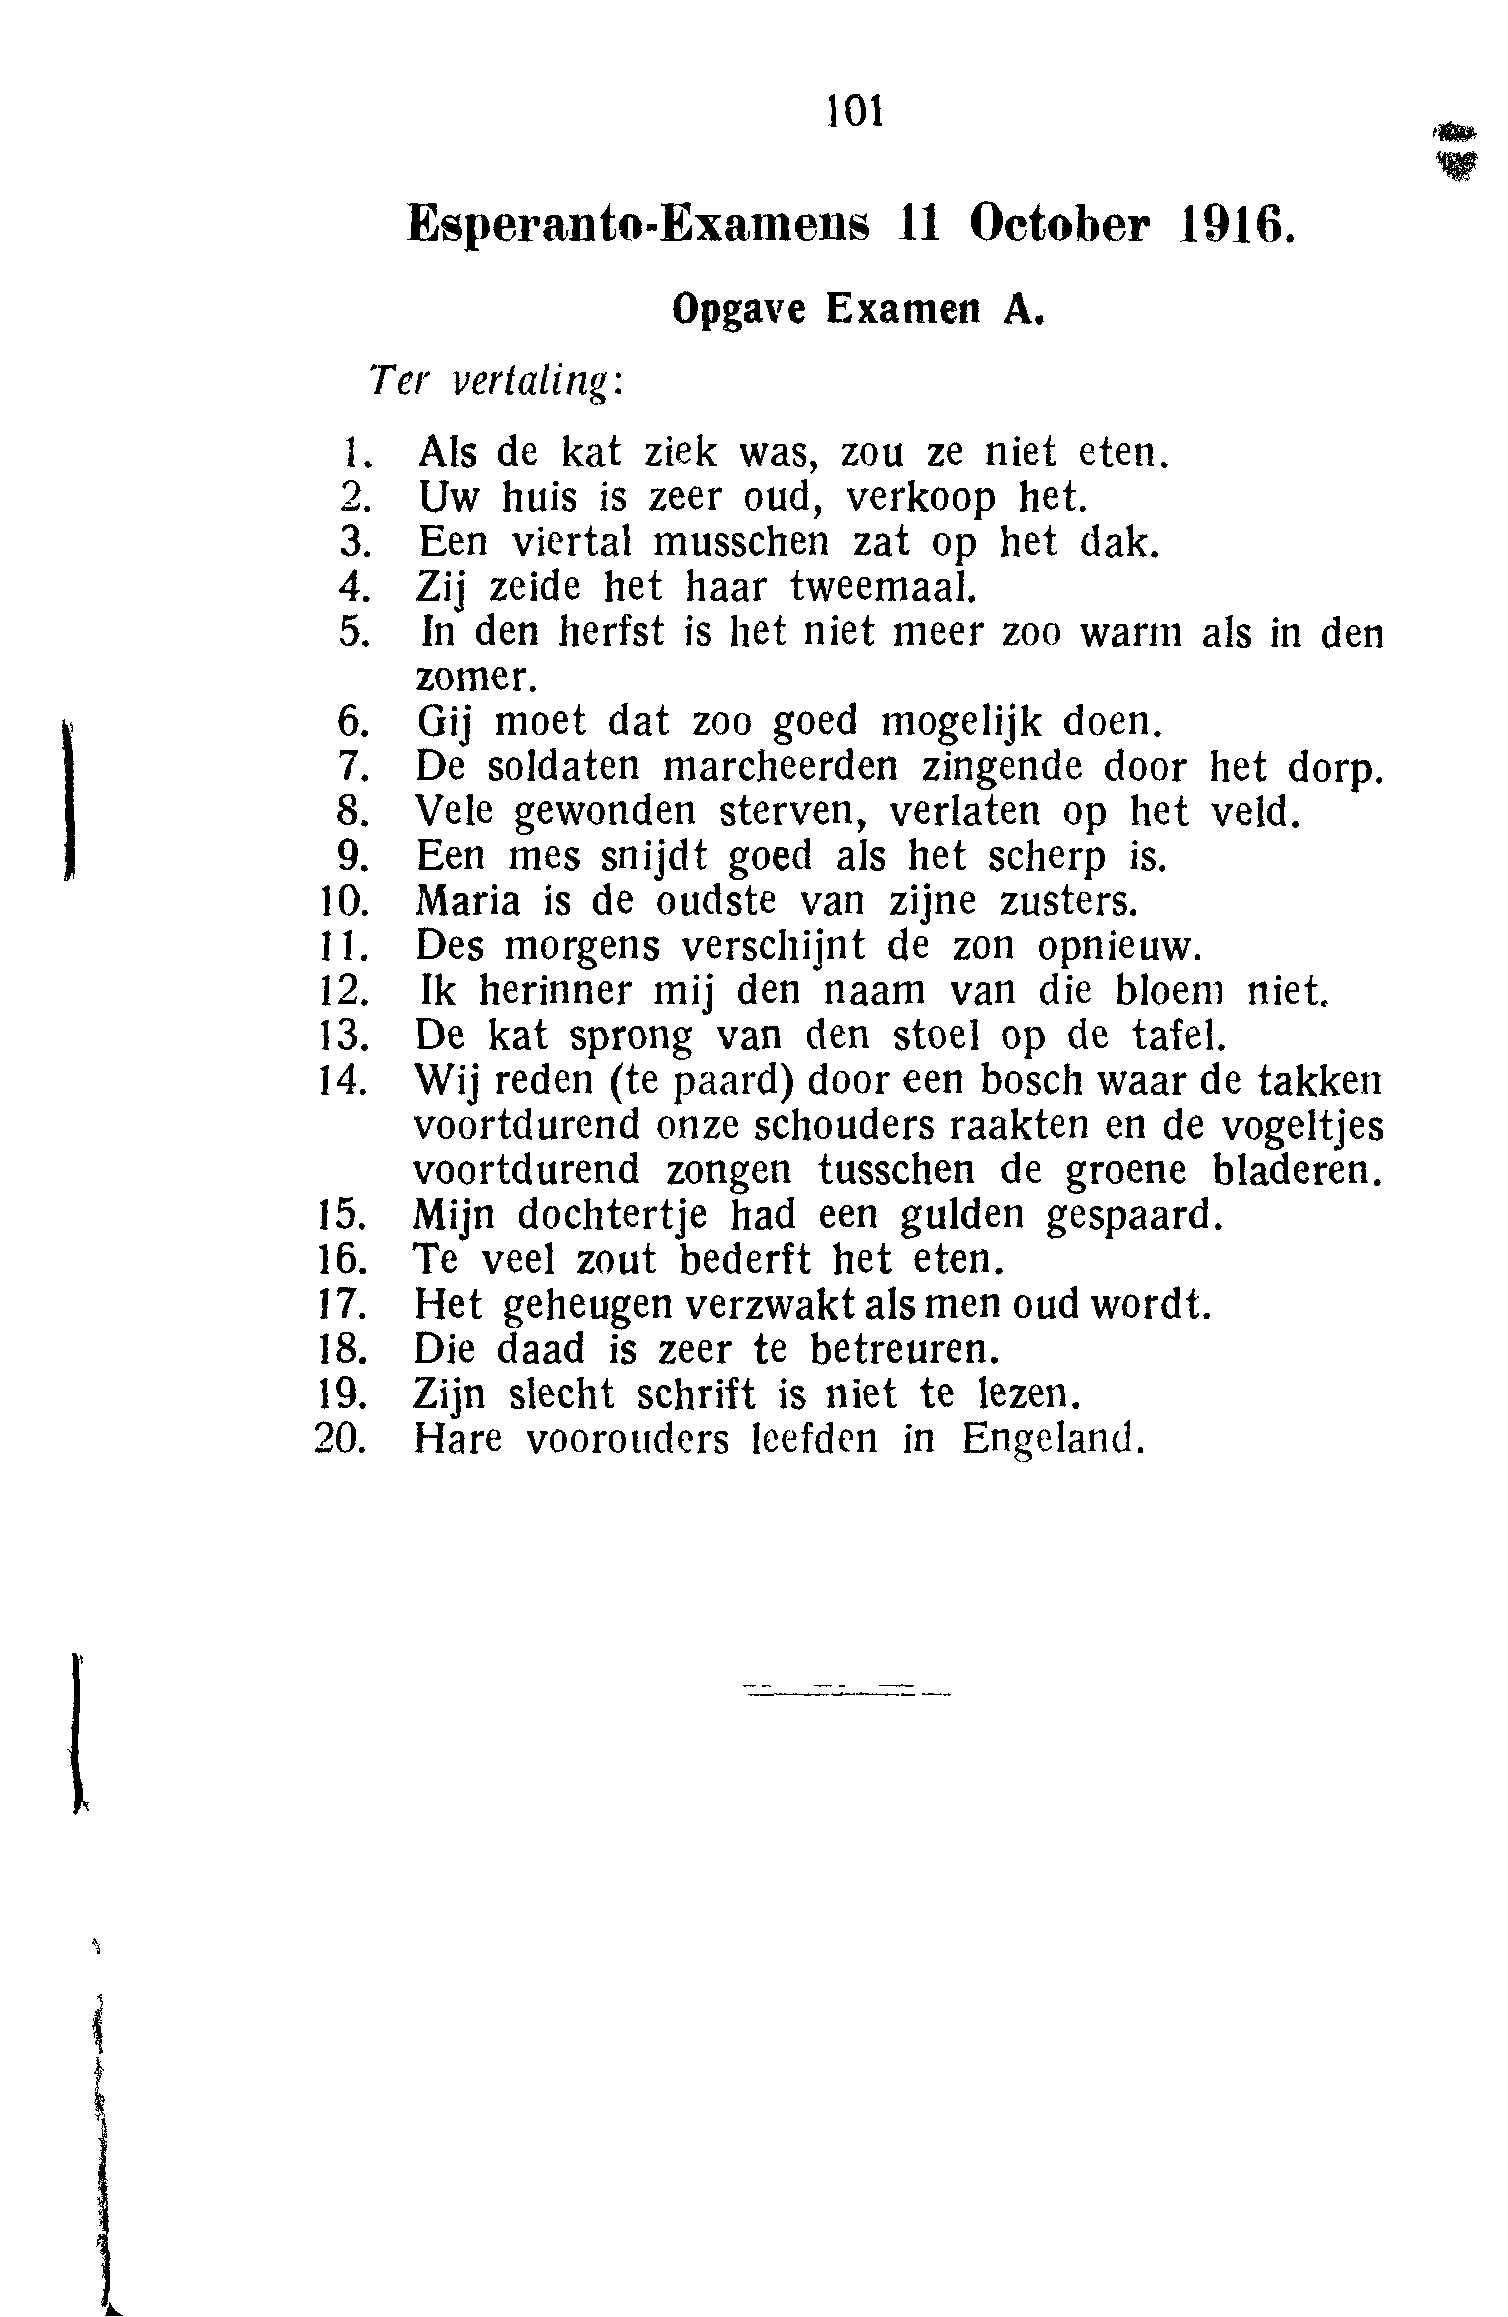 101
Esperanto-Examens 11 October 1916.
Opgave Examen A.
Ter vertaling:
1. Als de kat ziek was, zou ze niet eten.
2. Uw huis is zeer oud, verkoop het.
3. Een viertal musschen zat op het dak.
4. Zij zeide het haar tweemaal.
5. In den herfst is het niet meer zoo warm als in den
zomer.
6. Gij moet dat zoo goed mogelijk doen.
7. De soldaten marcheerden zingende door het dorp.
8. Vele gewonden sterven, verlaten op het veld.
9. Een mes snijdt goed als het scherp is.
10. Maria is de oudste van zijne zusters.
11. Des morgens verschijnt de zon opnieuw.
12. Ik herinner mij den naam van die bloem niet.
13. De kat sprong van den stoel op de tafel.
14. Wij reden (te paard) door een bosch waar de takken
voortdurend onze schouders raakten en de vogeltjes
voortdurend zongen tusschen de groene bladeren.
15. Mijn dochtertje had een gulden gespaard.
16. Te veel zout bederft het eten.
17. Het geheugen verzwakt als men oud wordt.
18. Die daad is zeer te betreuren.
19. Zijn slecht schrift is niet te lezen.
20. Hare voorouders leefden in Engeland.